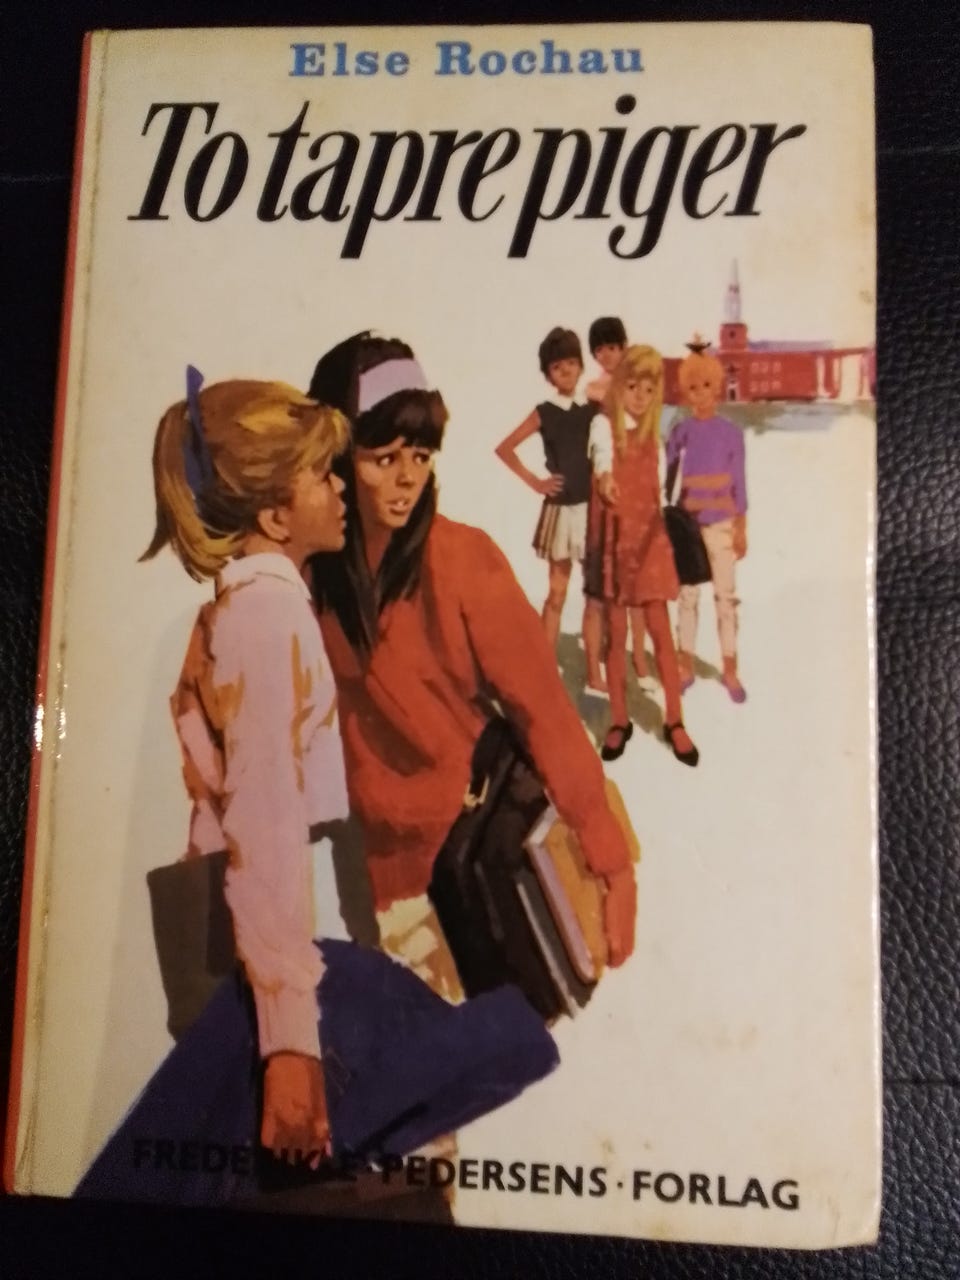 Else Rochau
To tapre piger
PEDERSENS · FORLAG